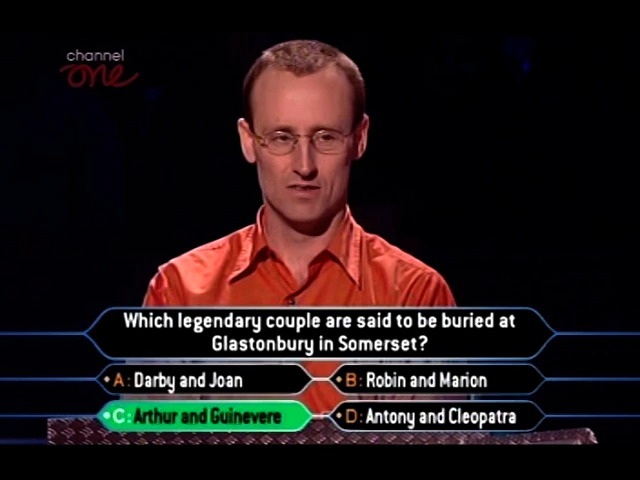 channel
one
Which legendary couple are said to be buried at
Glastonbury in Somerset?
A: Darby and Joan
B: Robin and Marion
C: Arthur and Guinevere
D: Antony and Cleopatra